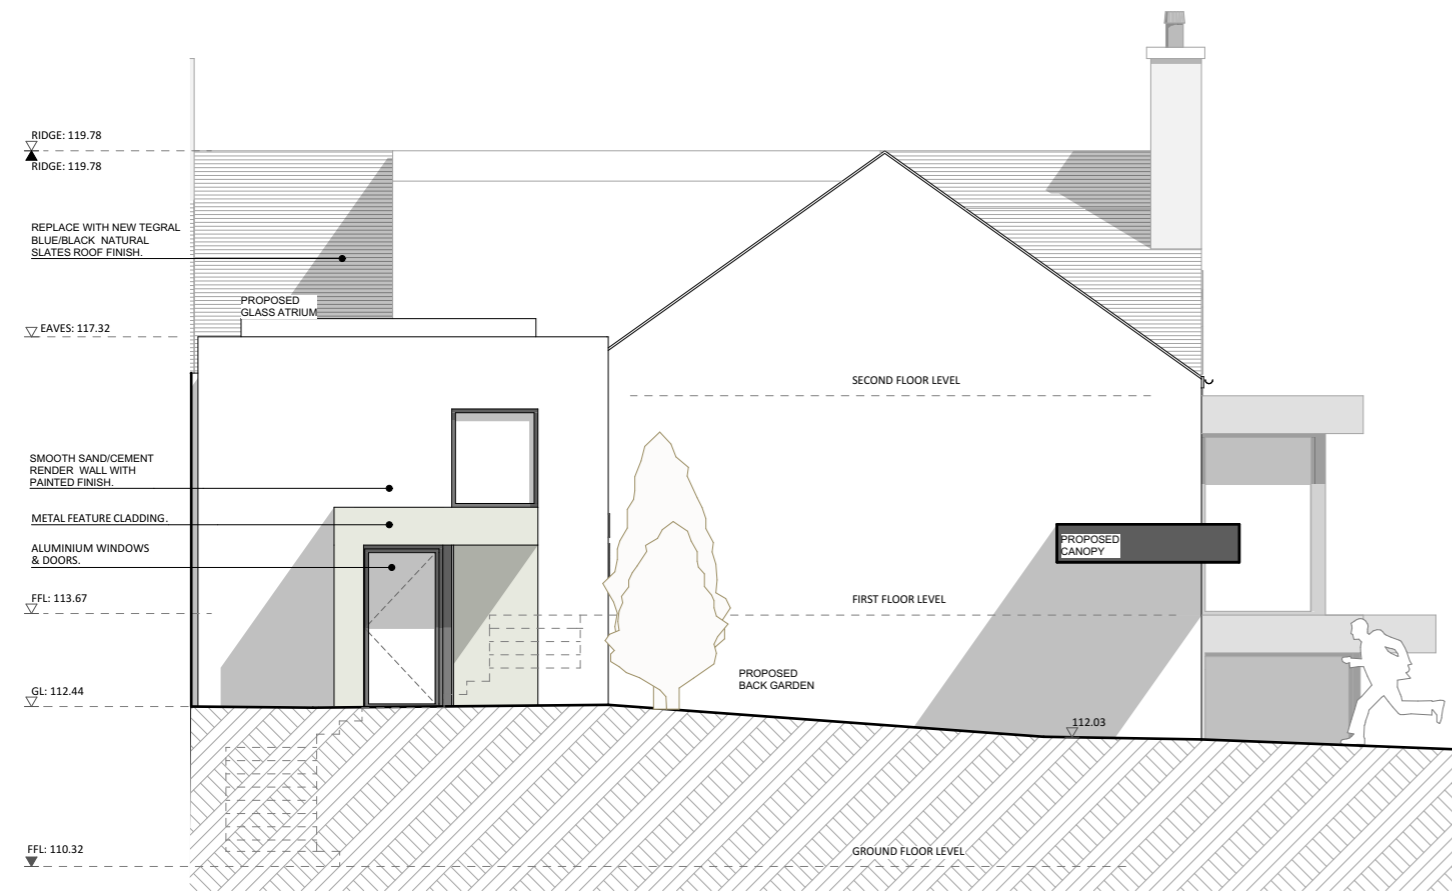 RIDGE: 119.78
RIDGE: 119.78
REPLACE WITH NEW TEGRAL
BLUE/BLACK NATURAL
SLATES ROOF FINISH.
PROPOSED
GLASS ATRIUM
EAVES: 117.32
SECOND FLOOR LEVEL
SMOOTH SAND/CEMENT
RENDER WALL WITH
PAINTED FINISH.
METAL FEATURE CLADDING.
ALUMINIUM WINDOWS
& DOORS.
PROPOSED
CANOPY
FFL: 113.67
FIRST FLOOR LEVEL
PROPOSED
BACK GARDEN
GL: 112.44
112.03
FFL: 110.32
GROUND FLOOR LEVEL